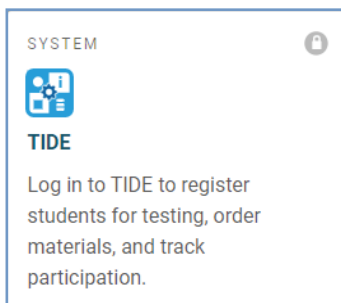 SYSTEM
TIDE
Log in to TIDE to register
students for testing, order
materials, and track
participation.